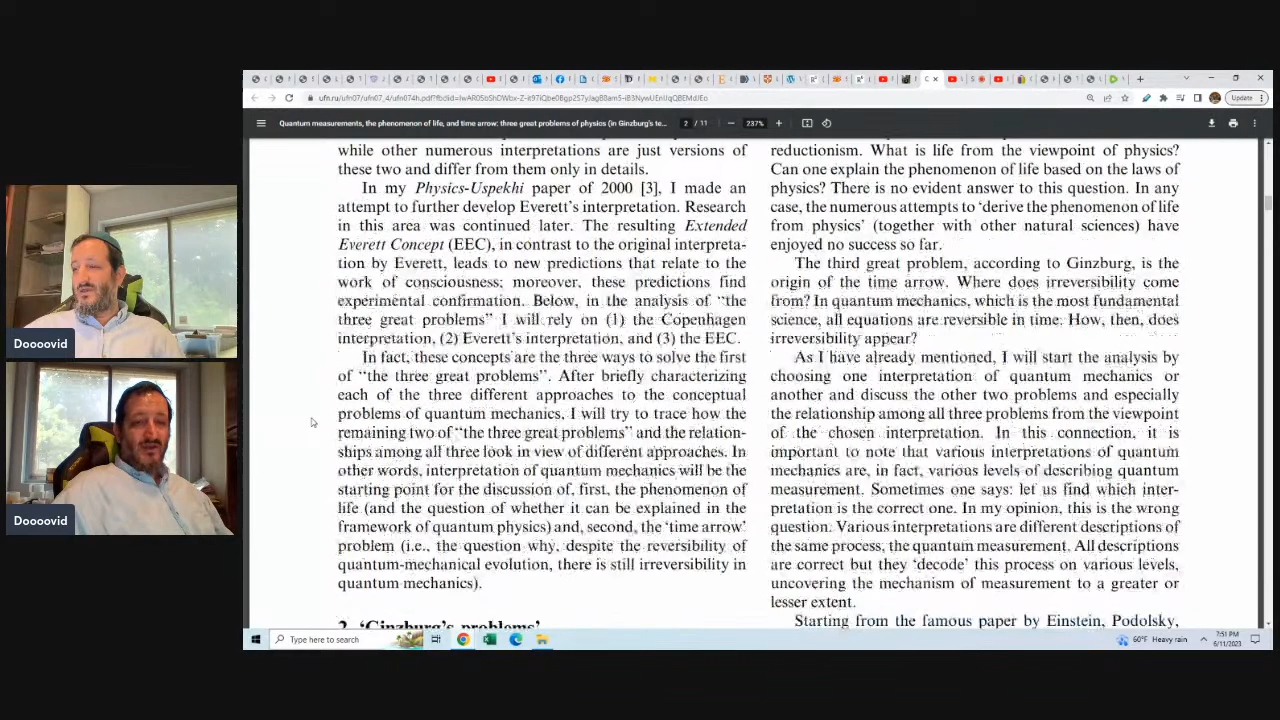 Update
Quantum measurements, the phenomenon of life, and time arrow: three great problems of physics (in Ginzburg's te...
2 / 11
237%
while other numerous interpretations are just versions of
these two and differ from them only in details.
In my Physics-Uspekhi paper of 2000 [3], I made an
attempt to further develop Everett's interpretation. Research
in this area was continued later. The resulting Extended
Everett Concept (EEC), in contrast to the original interpreta-
tion by Everett, leads to new predictions that relate to the
work of consciousness; moreover, these predictions find
experimental confirmation. Below, in the analysis of "the
three great problems" I will rely on (1) the Copenhagen
interpretation, (2) Everett's interpretation, and (3) the EEC.
In fact, these concepts are the three ways to solve the first
of "the three great problems". After briefly characterizing
each of the three different approaches to the conceptual
problems of quantum mechanics, I will try to trace how the
remaining two of "the three great problems" and the relation-
ships among all three look in view of different approaches. In
other words, interpretation of quantum mechanics will be the
starting point for the discussion of, first, the phenomenon of
life (and the question of whether it can be explained in the
framework of quantum physics) and, second, the 'time arrow'
problem (i.e., the question why, despite the reversibility of
quantum-mechanical evolution, there is still irreversibility in
quantum mechanics).
2. 'Ginzburg's problems'
reductionism. What is life from the viewpoint of physics?
Can one explain the phenomenon of life based on the laws of
physics? There is no evident answer to this question. In any
case, the numerous attempts to 'derive the phenomenon of life
from physics' (together with other natural sciences) have
enjoyed no success so far.
The third great problem, according to Ginzburg, is the
origin of the time arrow. Where does irreversibility come
from? In quantum mechanics, which is the most fundamental
science, all equations are reversible in time. How, then, does
irreversibility appear?
As I have already mentioned, I will start the analysis by
choosing one interpretation of quantum mechanics or
another and discuss the other two problems and especially
the relationship among all three problems from the viewpoint
of the chosen interpretation. In this connection, it is
important to note that various interpretations of quantum
mechanics are, in fact, various levels of describing quantum
measurement. Sometimes one says: let us find which inter-
pretation is the correct one. In my opinion, this is the wrong
question. Various interpretations are different descriptions of
the same process, the quantum measurement. All descriptions
are correct but they 'decode' this process on various levels,
uncovering the mechanism of measurement to a greater or
lesser extent.
Starting from the famous paper by Einstein, Podolsky,
Doooovid
Doooovid
Type here to search
60°F Heavy rain
7:51 PM
6/11/2023